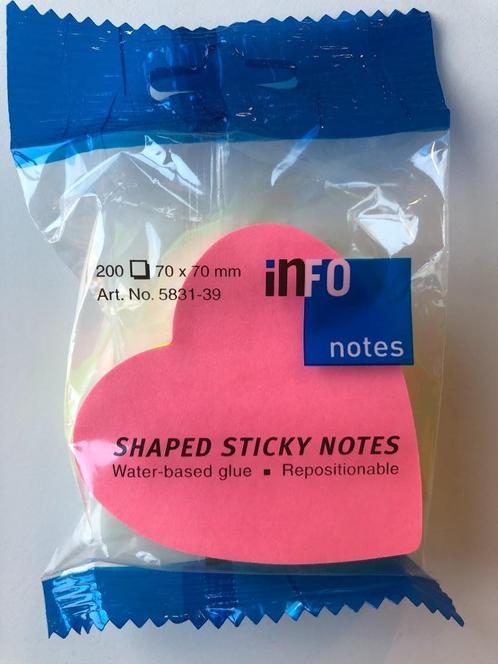 200 70 x 70 mm
Art. No. 5831-39
inFO
notes
SHAPED STICKY NOTES
Water-based glue ▪ Repositionable